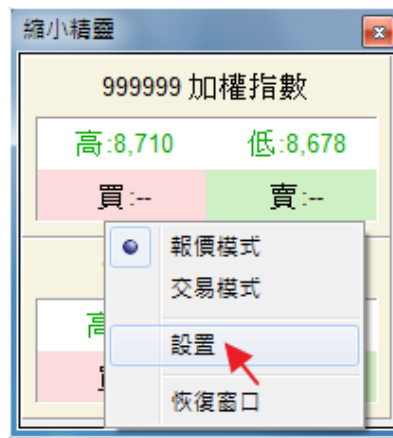 縮小精靈
999999 加權指數
高:8,710 低:8,678
買:-- 賣:--
報價模式
交易模式
設置
恢復窗口